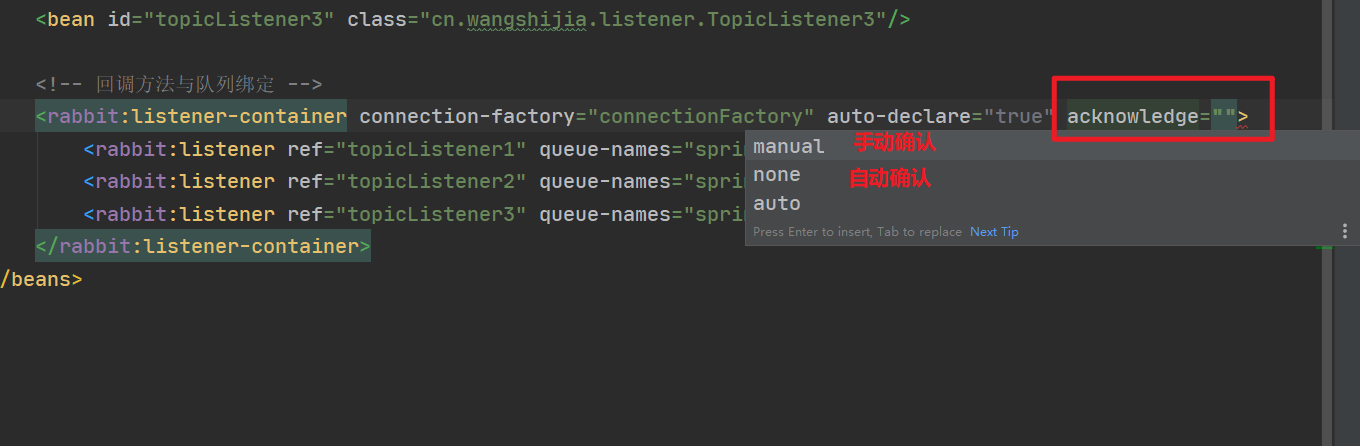 <bean id="topicListener3" class="cn.wangshijia.listener.TopicListener3"/>
<!-- 回调方法与队列绑定 -->
<rabbit:listener-container connection-factory="connectionFactory" auto-declare="true" acknowledge="">
<rabbit:listener ref="topicListener1" queue-names="spri
<rabbit:listener ref="topicListener2" queue-names="spri
<rabbit:listener ref="topicListener3" queue-names="spri
manual 手动确认
none 自动确认
auto
Press Enter to insert, Tab to replace Next Tip
</rabbit:listener-container>
/beans>